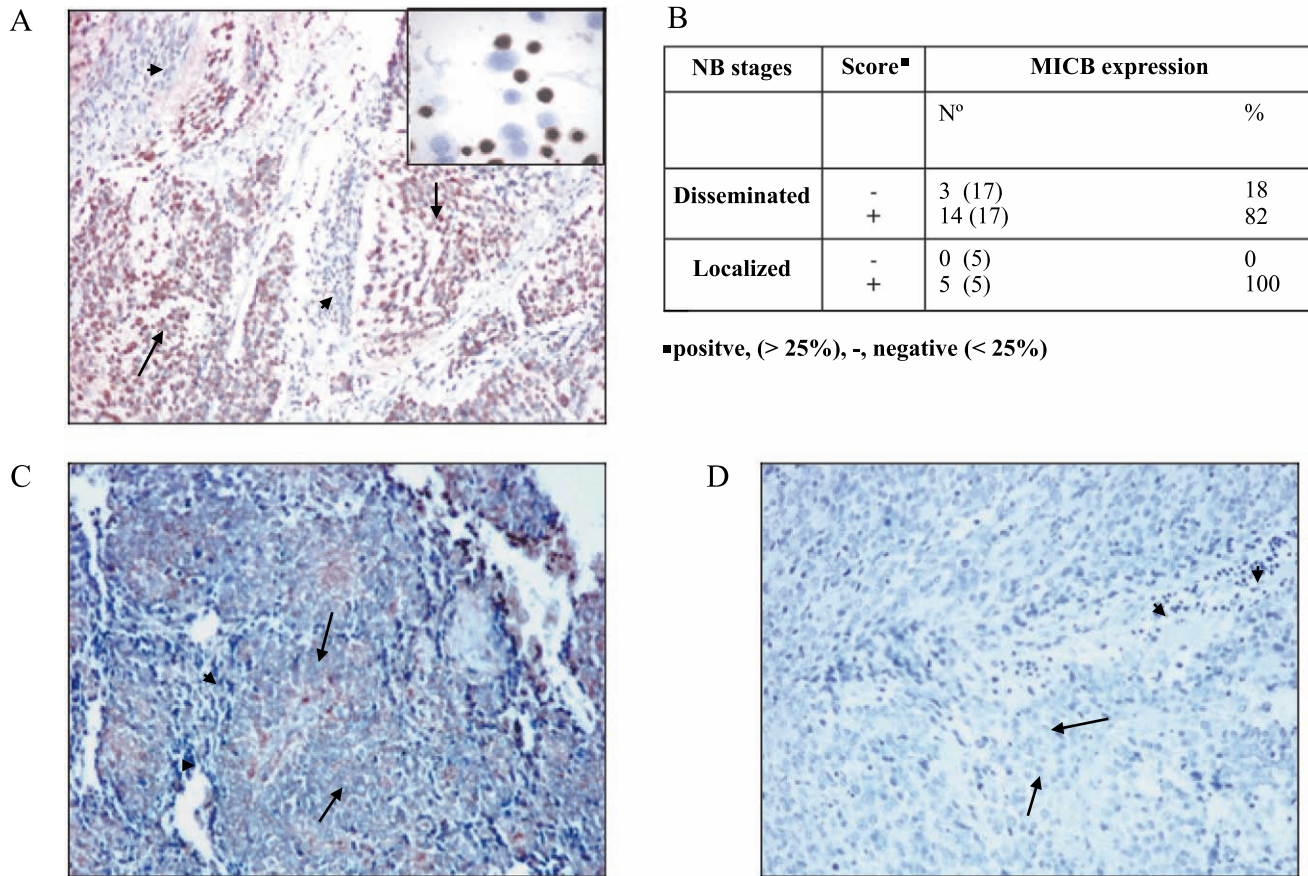 A
B
NB stages Score■ MICB expression
Nº %
Disseminated - 3 (17) 18
+ 14 (17) 82
Localized - 0 (5) 0
+ 5 (5) 100
■positve, (> 25%), -, negative (< 25%)
C
D